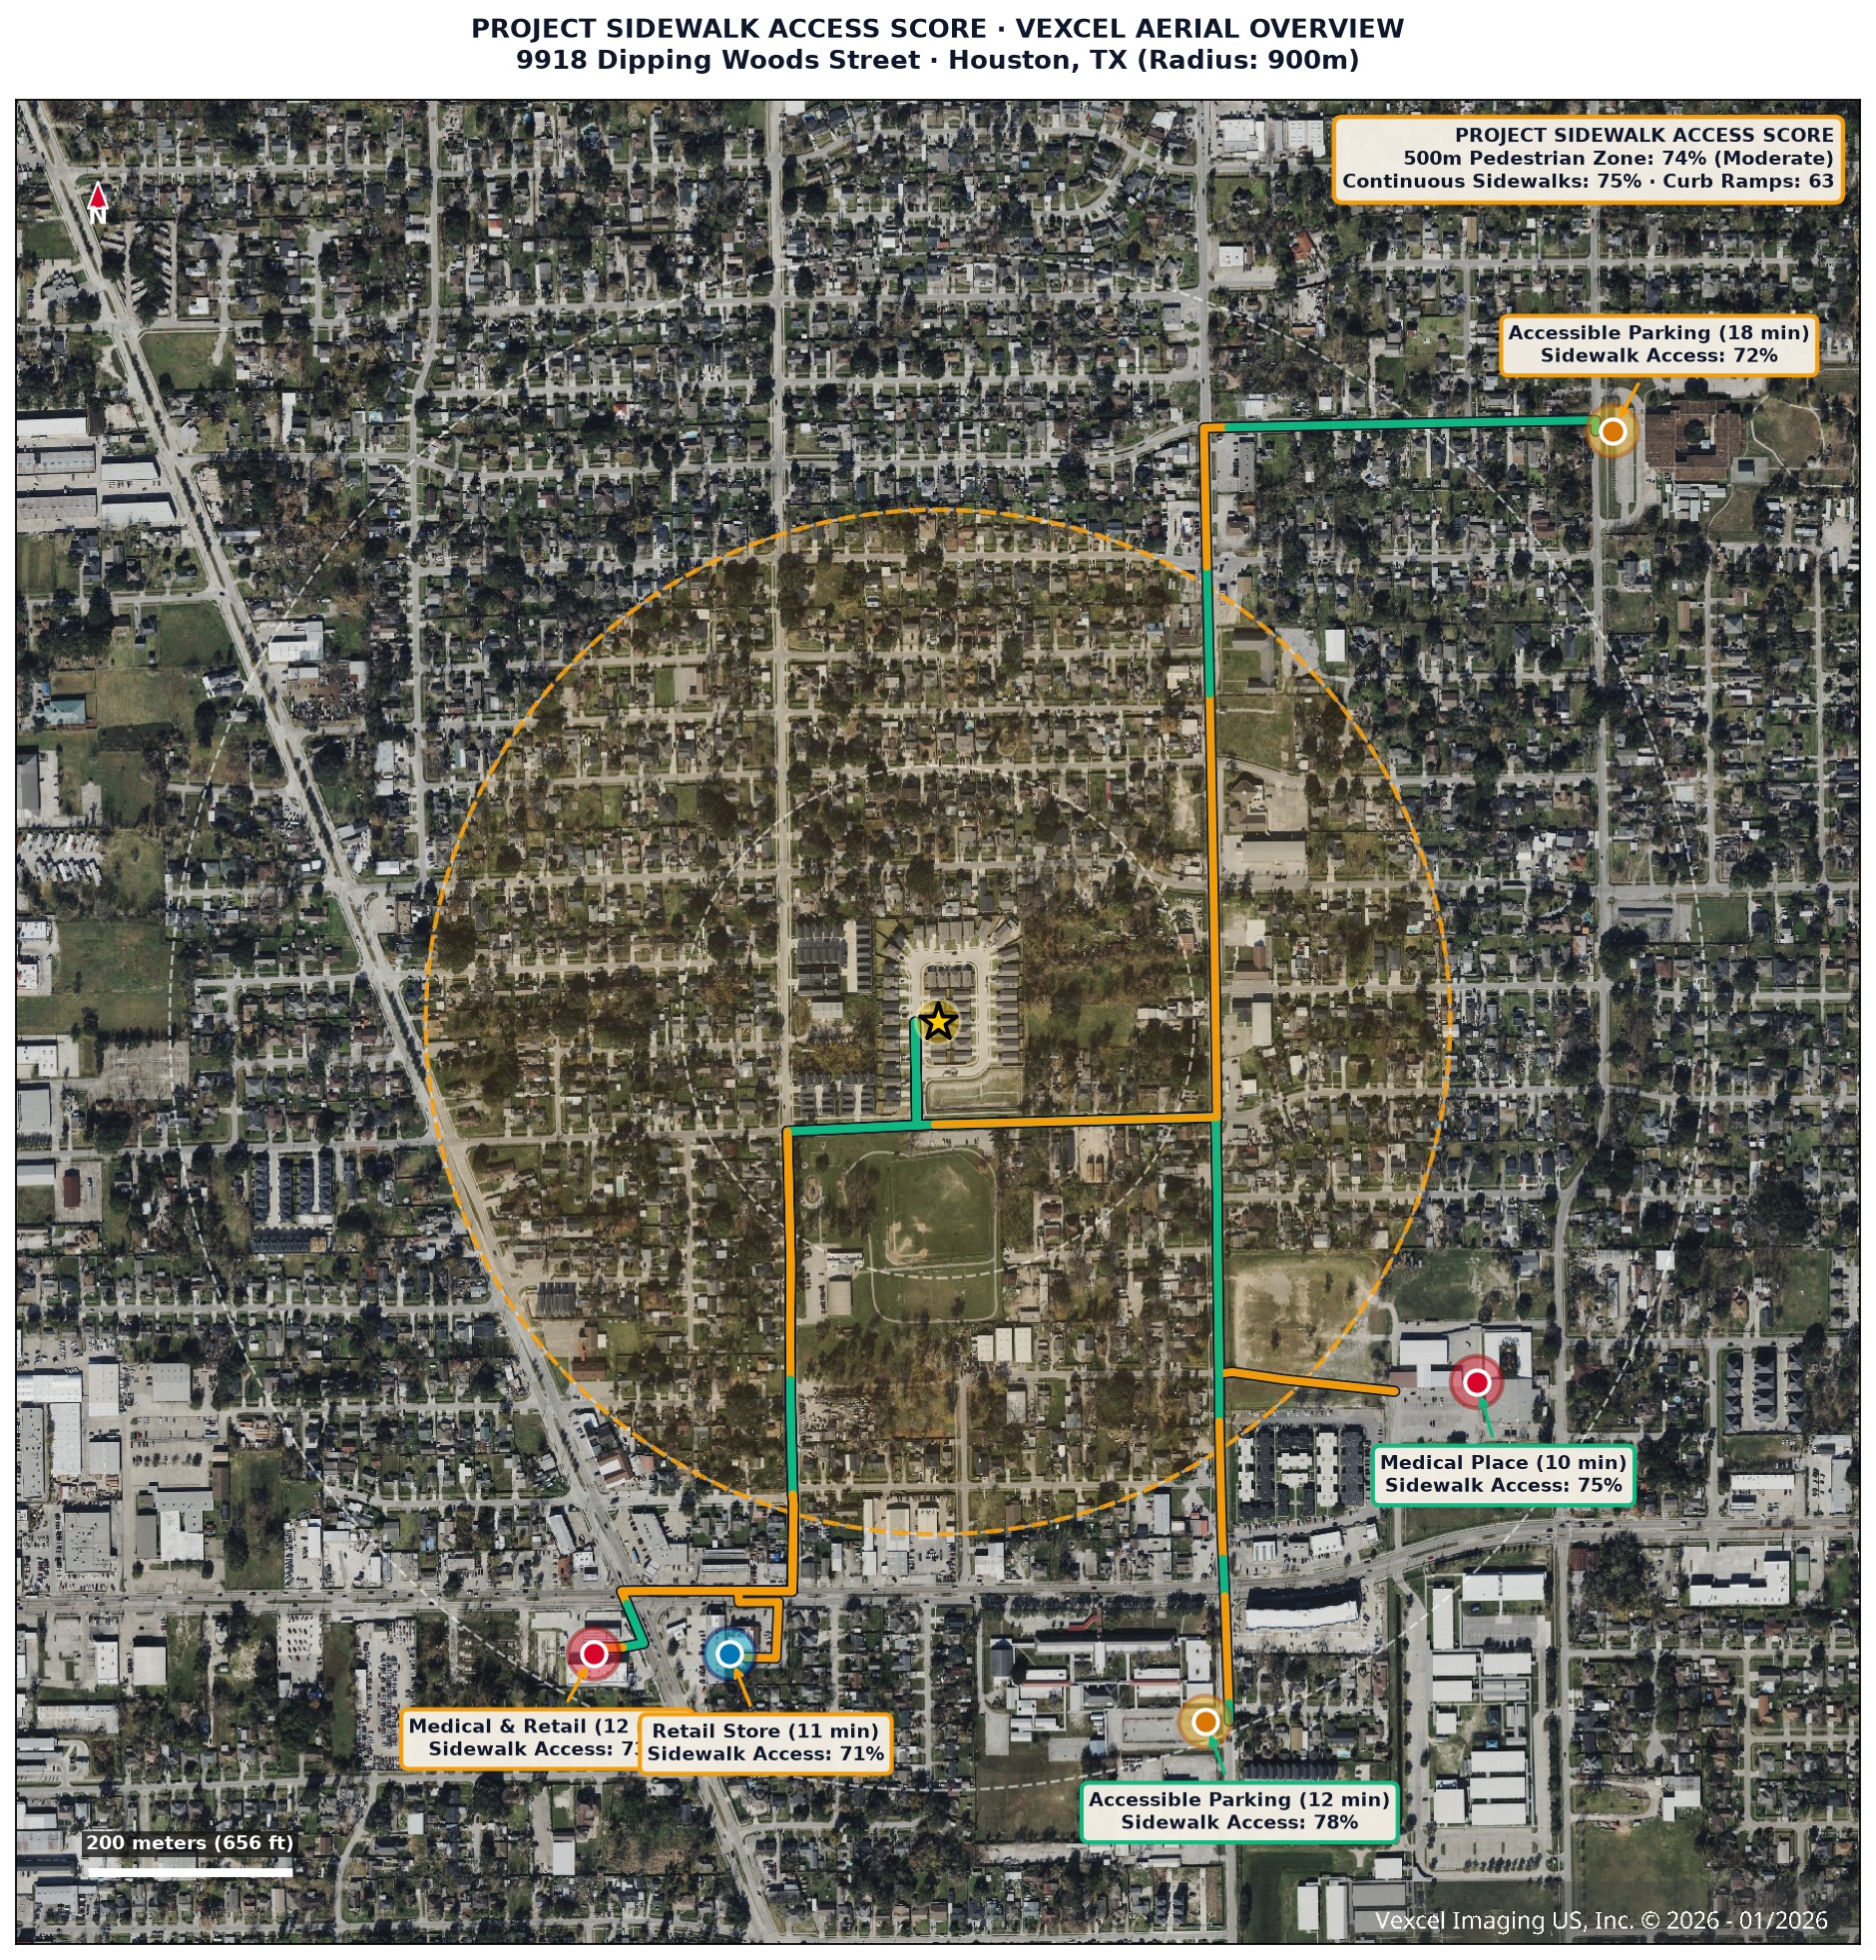 PROJECT SIDEWALK ACCESS SCORE · VEXCEL AERIAL OVERVIEW
9918 Dipping Woods Street · Houston, TX (Radius: 900m)
PROJECT SIDEWALK ACCESS SCORE
500m Pedestrian Zone: 74% (Moderate)
Continuous Sidewalks: 75% · Curb Ramps: 63
N
Accessible Parking (18 min)
Sidewalk Access: 72%
Medical Place (10 min)
Sidewalk Access: 75%
Medical & Retail (12
Sidewalk Access:
Retail Store (11 min)
Sidewalk Access: 71%
Accessible Parking (12 min)
Sidewalk Access: 78%
200 meters (656 ft)
Vexcel Imaging US, Inc. © 2026 - 01/2026